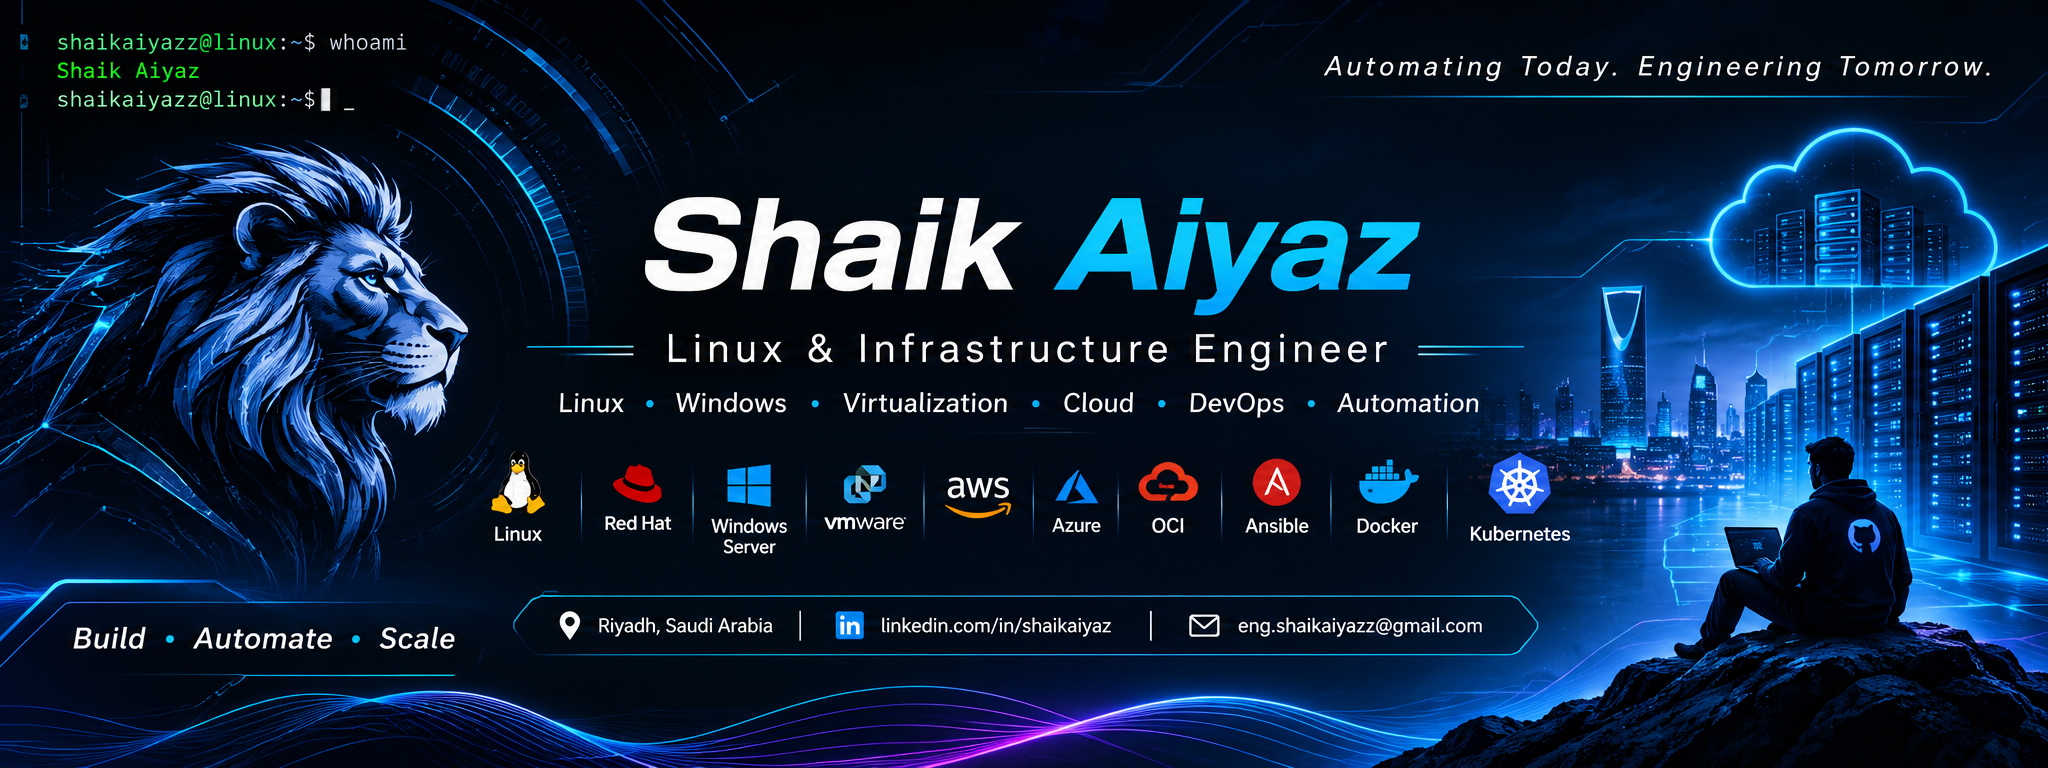 shaikaiyazz@linux:~$ whoami
Shaik Aiyaz
shaikaiyazz@linux:~$ _
Automating Today. Engineering Tomorrow.
Shaik Aiyaz
Linux & Infrastructure Engineer
Linux • Windows • Virtualization • Cloud • DevOps • Automation
Linux
Red Hat
Windows
Server
vmware
aws
Azure
OCI
Ansible
Docker
Kubernetes
Build • Automate • Scale
Riyadh, Saudi Arabia | linkedin.com/in/shaikaiyaz | eng.shaikaiyazz@gmail.com